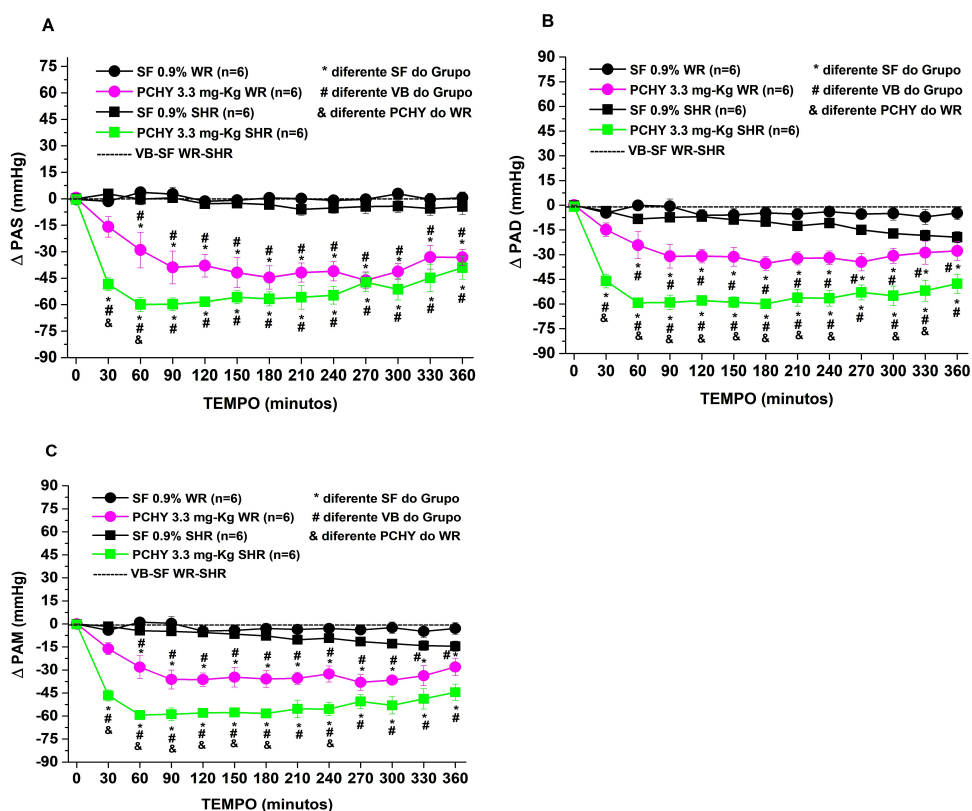 A
Δ PAS (mmHg)
75
60
45
30
15
0
-15
-30
-45
-60
-75
-90
SF 0.9% WR (n=6)
PCHY 3.3 mg-Kg WR (n=6)
SF 0.9% SHR (n=6)
PCHY 3.3 mg-Kg SHR (n=6)
VB-SF WR-SHR
* diferente SF do Grupo
# diferente VB do Grupo
& diferente PCHY do WR
# # # # # # # # # # #
* * * * * * * * * * *
* * * * * * * * * * * *
# # # # # # # # # # # #
& &
0 30 60 90 120 150 180 210 240 270 300 330 360
TEMPO (minutos)
B
Δ PAD (mmHg)
90
75
60
45
30
15
0
-15
-30
-45
-60
-75
-90
SF 0.9% WR (n=6)
PCHY 3.3 mg-Kg WR (n=6)
SF 0.9% SHR (n=6)
PCHY 3.3 mg-Kg SHR (n=6)
VB-SF WR-SHR
* diferente SF do Grupo
# diferente VB do Grupo
& diferente PCHY do WR
* * * * * * * #* #* #* #*
# # # # # # #
* * * * * * * * * * * *
# # # # # # # # # # # #
& & & & & & & & & &
0 30 60 90 120 150 180 210 240 270 300 330 360
TEMPO (minutos)
C
Δ PAM (mmHg)
90
75
60
45
30
15
0
-15
-30
-45
-60
-75
-90
SF 0.9% WR (n=6)
PCHY 3.3 mg-Kg WR (n=6)
SF 0.9% SHR (n=6)
PCHY 3.3 mg-Kg SHR (n=6)
VB-SF WR-SHR
* diferente SF do Grupo
# diferente VB do Grupo
& diferente PCHY do WR
# # # # # # # # # #* #*
* * * * * * * * *
* * * * * * * * * * * *
# # # # # # # # # # # #
& & & & & & &
0 30 60 90 120 150 180 210 240 270 300 330 360
TEMPO (minutos)